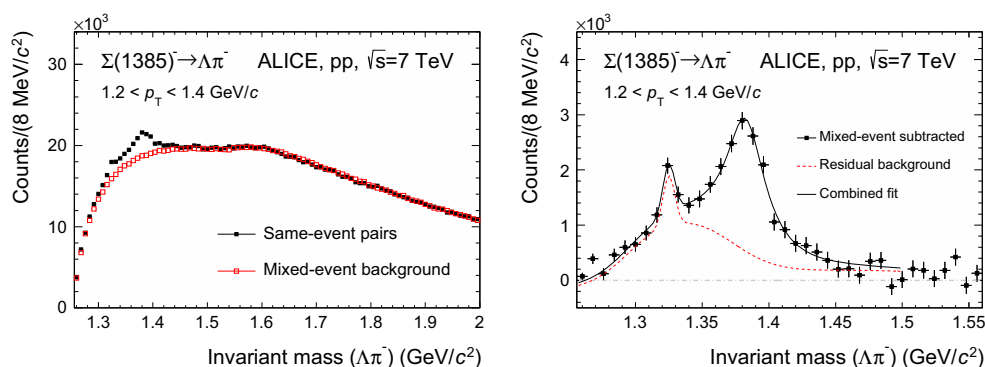 ×10³
Counts/(8 MeV/c²)
30
20
10
0
Σ(1385)⁻→Λπ⁻ ALICE, pp, √s=7 TeV
1.2 < p_T < 1.4 GeV/c
Same-event pairs
Mixed-event background
1.3 1.4 1.5 1.6 1.7 1.8 1.9 2
Invariant mass (Λπ⁻) (GeV/c²)
×10³
Counts/(8 MeV/c²)
4
3
2
1
0
Σ(1385)⁻→Λπ⁻ ALICE, pp, √s=7 TeV
1.2 < p_T < 1.4 GeV/c
Mixed-event subtracted
Residual background
Combined fit
1.3 1.35 1.4 1.45 1.5 1.55
Invariant mass (Λπ⁻) (GeV/c²)